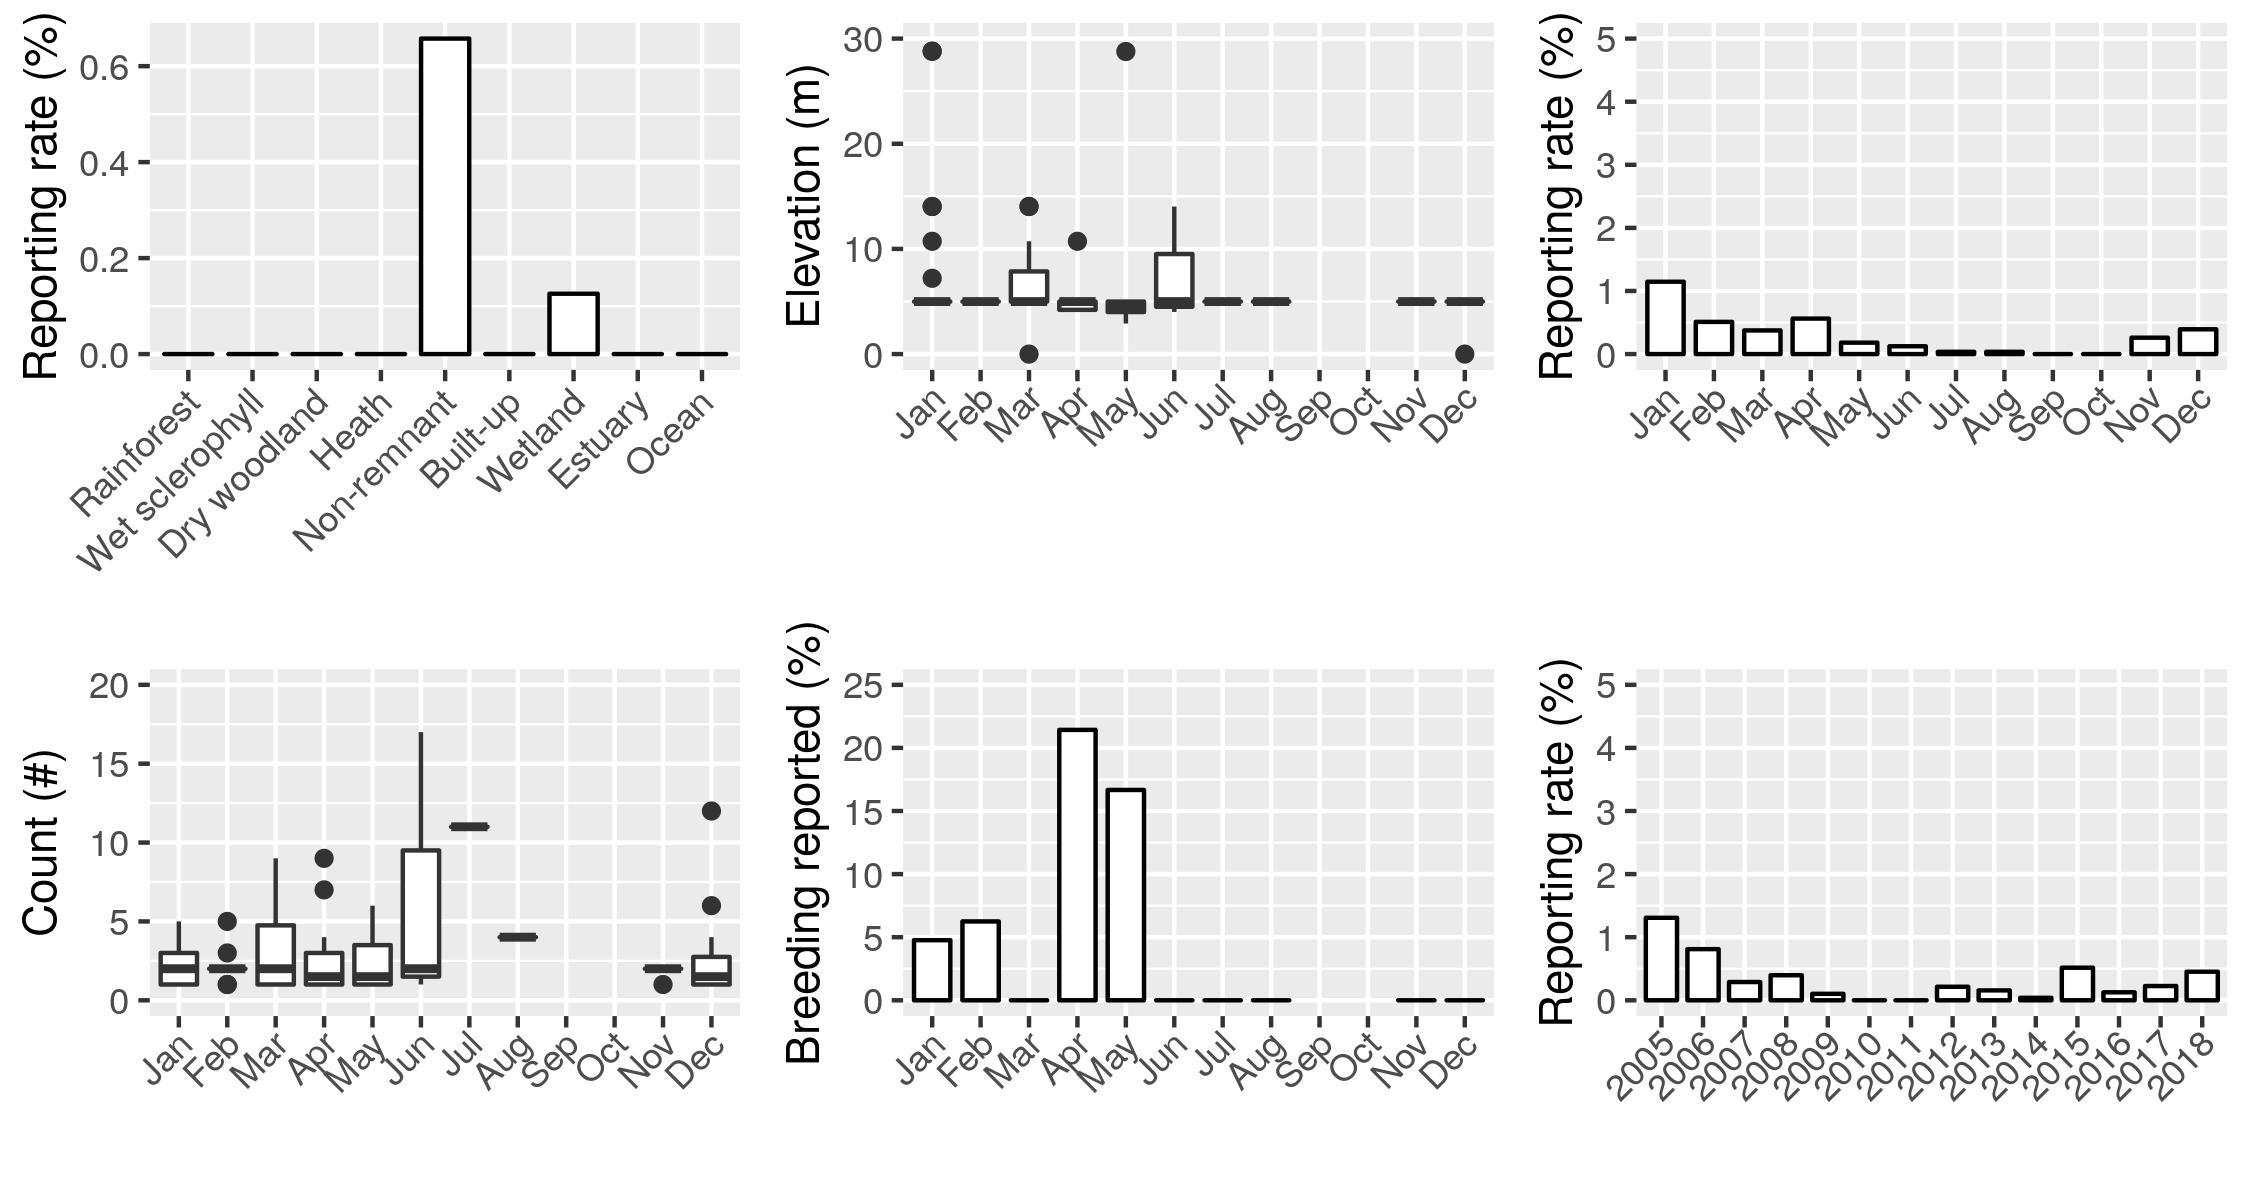 Reporting rate (%)
0.6
0.4
0.2
0.0
Rainforest
Wet sclerophyll
Dry woodland
Heath
Non-remnant
Built-up
Wetland
Estuary
Ocean
Elevation (m)
30
20
10
0
Jan
Feb
Mar
Apr
May
Jun
Jul
Aug
Sep
Oct
Nov
Dec
Reporting rate (%)
5
4
3
2
1
0
Jan
Feb
Mar
Apr
May
Jun
Jul
Aug
Sep
Oct
Nov
Dec
Count (#)
20
15
10
5
0
Jan
Feb
Mar
Apr
May
Jun
Jul
Aug
Sep
Oct
Nov
Dec
Breeding reported (%)
25
20
15
10
5
0
Jan
Feb
Mar
Apr
May
Jun
Jul
Aug
Sep
Oct
Nov
Dec
Reporting rate (%)
5
4
3
2
1
0
2005
2006
2007
2008
2009
2010
2011
2012
2013
2014
2015
2016
2017
2018